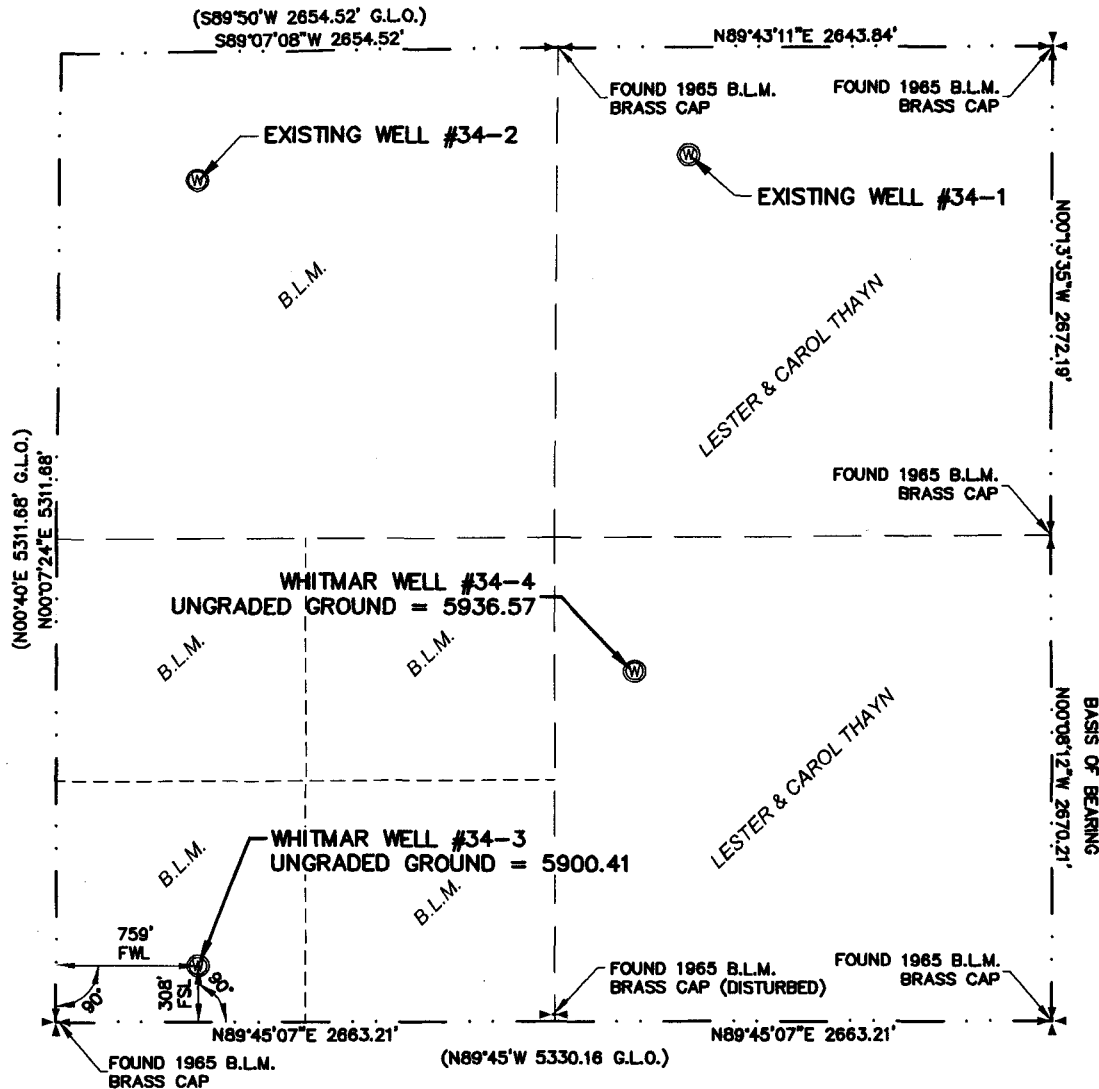 (S89°50'W 2654.52' G.L.O.)
S89°07'08"W 2654.52'
N89°43'11"E 2643.84'
FOUND 1965 B.L.M.
BRASS CAP
FOUND 1965 B.L.M.
BRASS CAP
EXISTING WELL #34-2
W
W
EXISTING WELL #34-1
N00°13'35"W 2672.19'
B.L.M.
LESTER & CAROL THAYN
(N00°40'E 5311.68' G.L.O.)
N00°07'24"E 5311.68'
FOUND 1965 B.L.M.
BRASS CAP
WHITMAR WELL #34-4
UNGRADED GROUND = 5936.57
B.L.M.
B.L.M.
W
LESTER & CAROL THAYN
N00°08'12"W 2670.21'
BASIS OF BEARING
WHITMAR WELL #34-3
UNGRADED GROUND = 5900.41
B.L.M.
B.L.M.
759'
FWL
W
90°
308'
FSL
90°
FOUND 1965 B.L.M.
BRASS CAP (DISTURBED)
FOUND 1965 B.L.M.
BRASS CAP
N89°45'07"E 2663.21'
N89°45'07"E 2663.21'
(N89°45'W 5330.16 G.L.O.)
FOUND 1965 B.L.M.
BRASS CAP